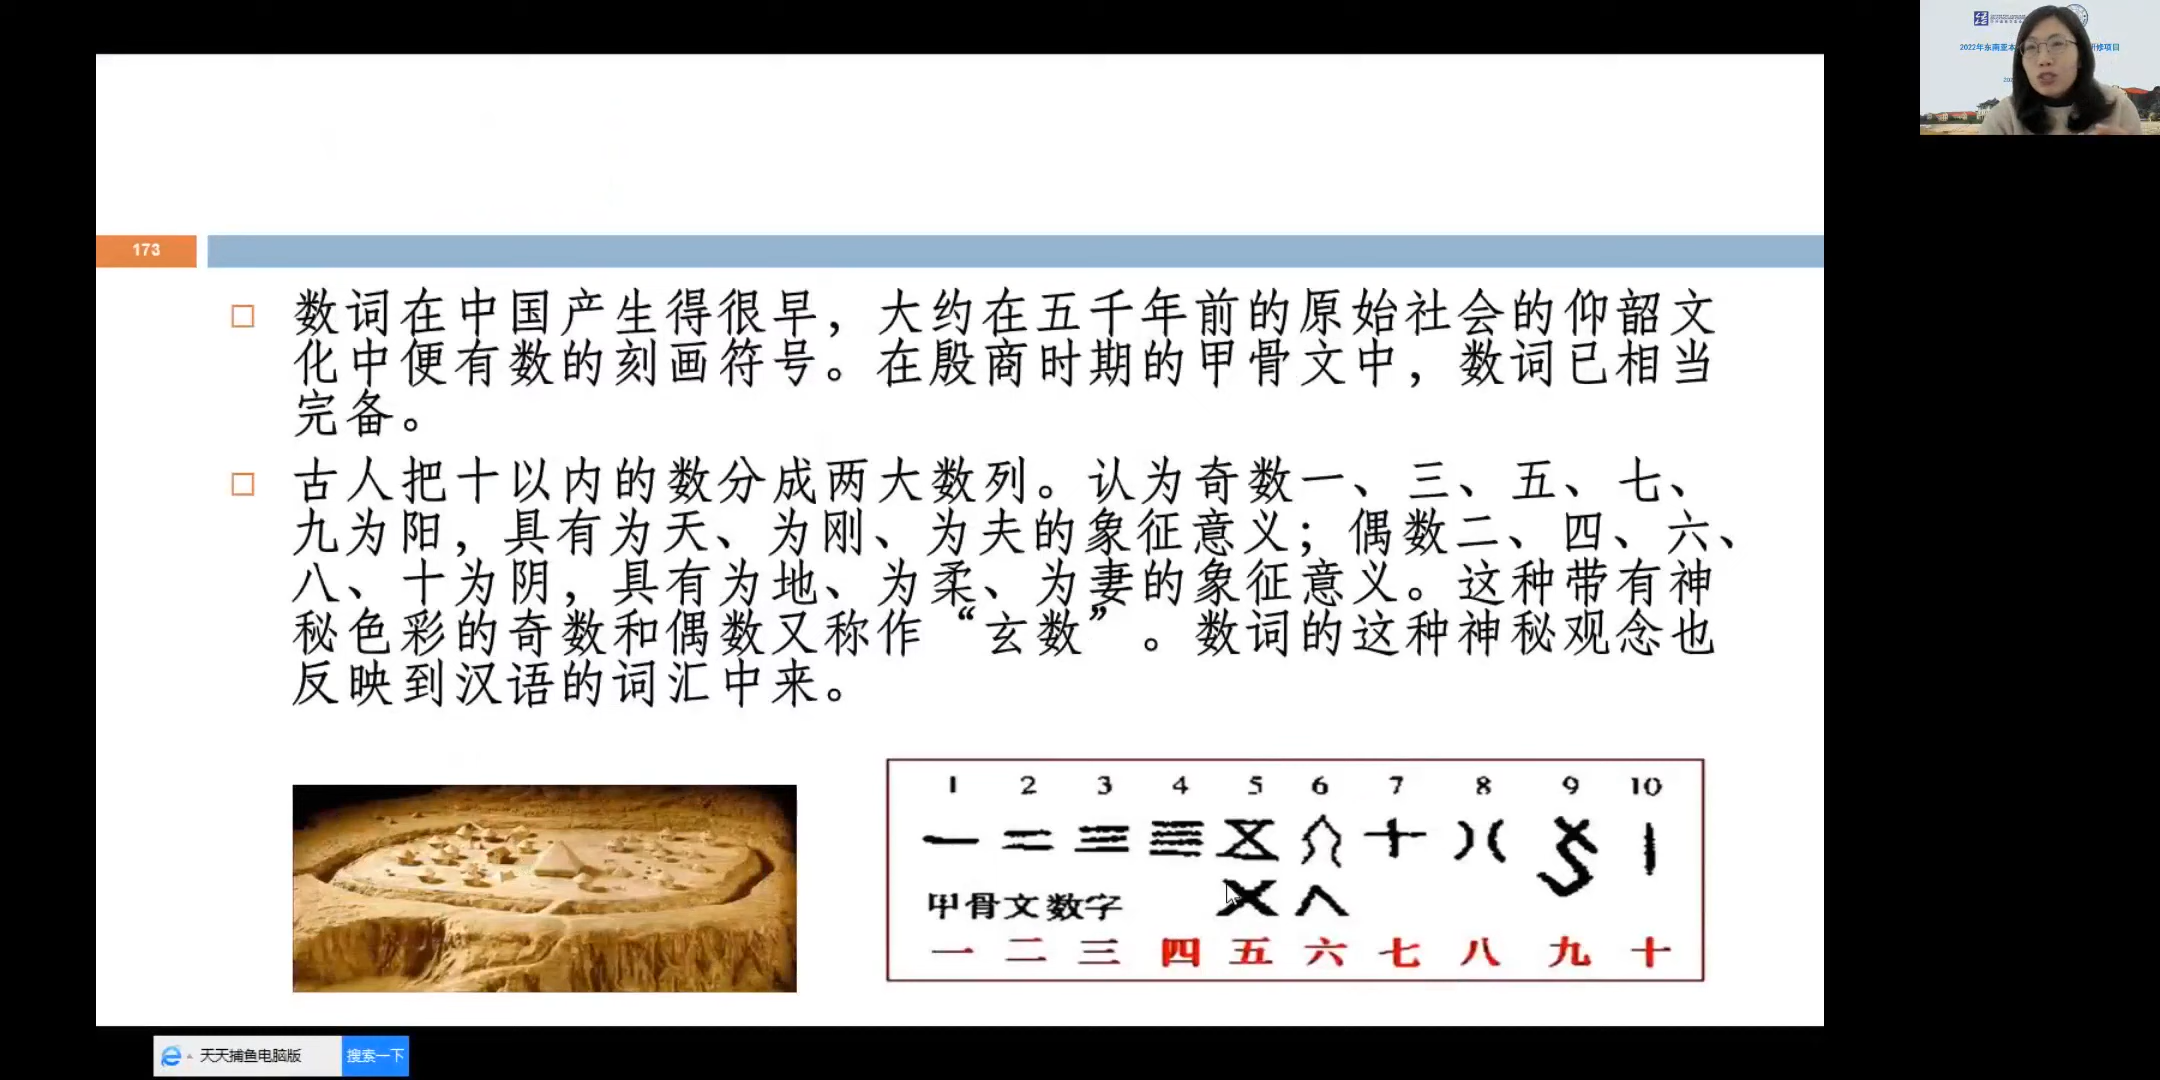 2022年东南亚本
研修项目
173
数词在中国产生得很早，大约在五千年前的原始社会的仰韶文
化中便有数的刻画符号。在殷商时期的甲骨文中，数词已相当
完备。
古人把十以内的数分成两大数列。认为奇数一、三、五、七、
九为阳，具有为天、为刚、为夫的象征意义；偶数二、四、六、
八、十为阴，具有为地、为柔、为妻的象征意义。这种带有神
秘色彩的奇数和偶数又称作“玄数”。数词的这种神秘观念也
反映到汉语的词汇中来。
1 2 3 4 5 6 7 8 9 10
甲骨文数字
一 二 三 四 五 六 七 八 九 十
天天捕鱼电脑版 搜索一下